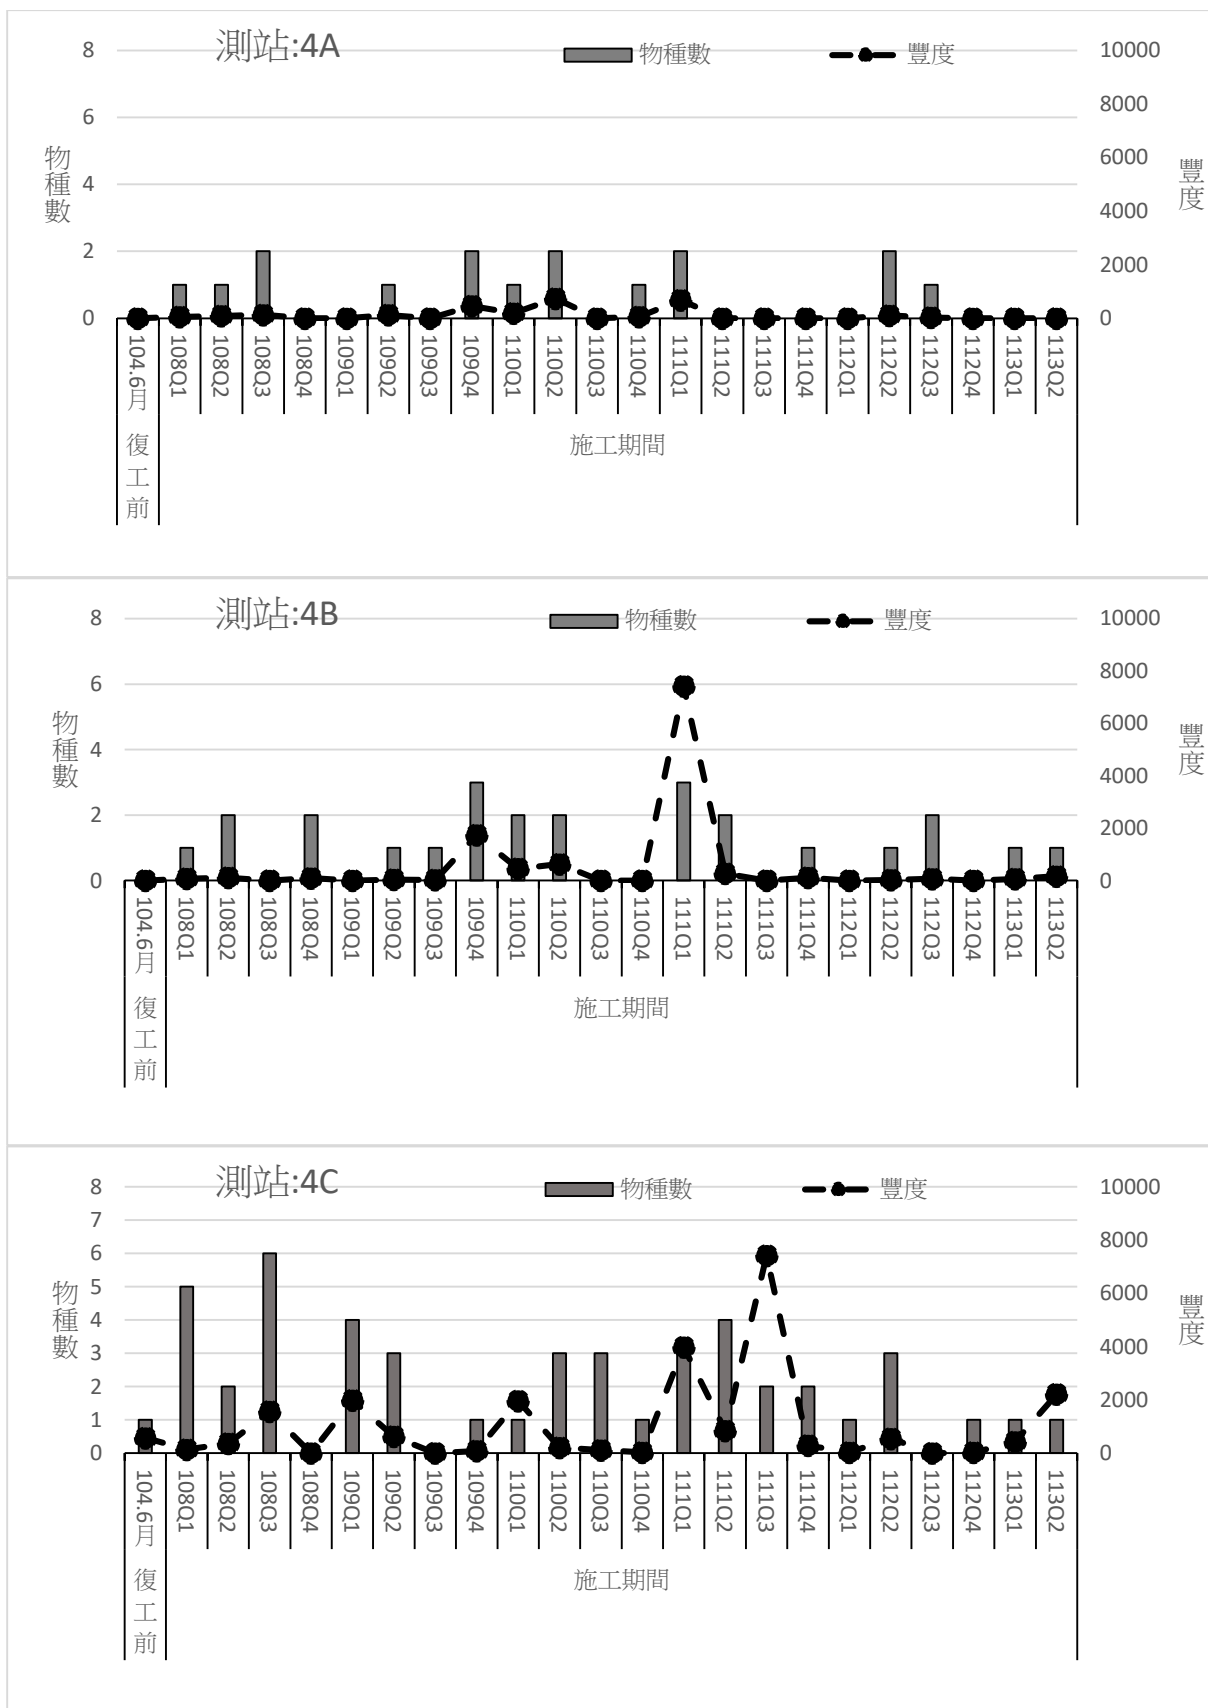 測站:4A
物種數
豐度
8
6
4
2
0
10000
8000
6000
4000
2000
0
物種數
豐度
104.6月
108Q1
108Q2
108Q3
108Q4
109Q1
109Q2
109Q3
109Q4
110Q1
110Q2
110Q3
110Q4
111Q1
111Q2
111Q3
111Q4
112Q1
112Q2
112Q3
112Q4
113Q1
113Q2
復工前
施工期間
測站:4B
物種數
豐度
8
6
4
2
0
10000
8000
6000
4000
2000
0
物種數
豐度
104.6月
108Q1
108Q2
108Q3
108Q4
109Q1
109Q2
109Q3
109Q4
110Q1
110Q2
110Q3
110Q4
111Q1
111Q2
111Q3
111Q4
112Q1
112Q2
112Q3
112Q4
113Q1
113Q2
復工前
施工期間
測站:4C
物種數
豐度
8
7
6
5
4
3
2
1
0
10000
8000
6000
4000
2000
0
物種數
豐度
104.6月
108Q1
108Q2
108Q3
108Q4
109Q1
109Q2
109Q3
109Q4
110Q1
110Q2
110Q3
110Q4
111Q1
111Q2
111Q3
111Q4
112Q1
112Q2
112Q3
112Q4
113Q1
113Q2
復工前
施工期間